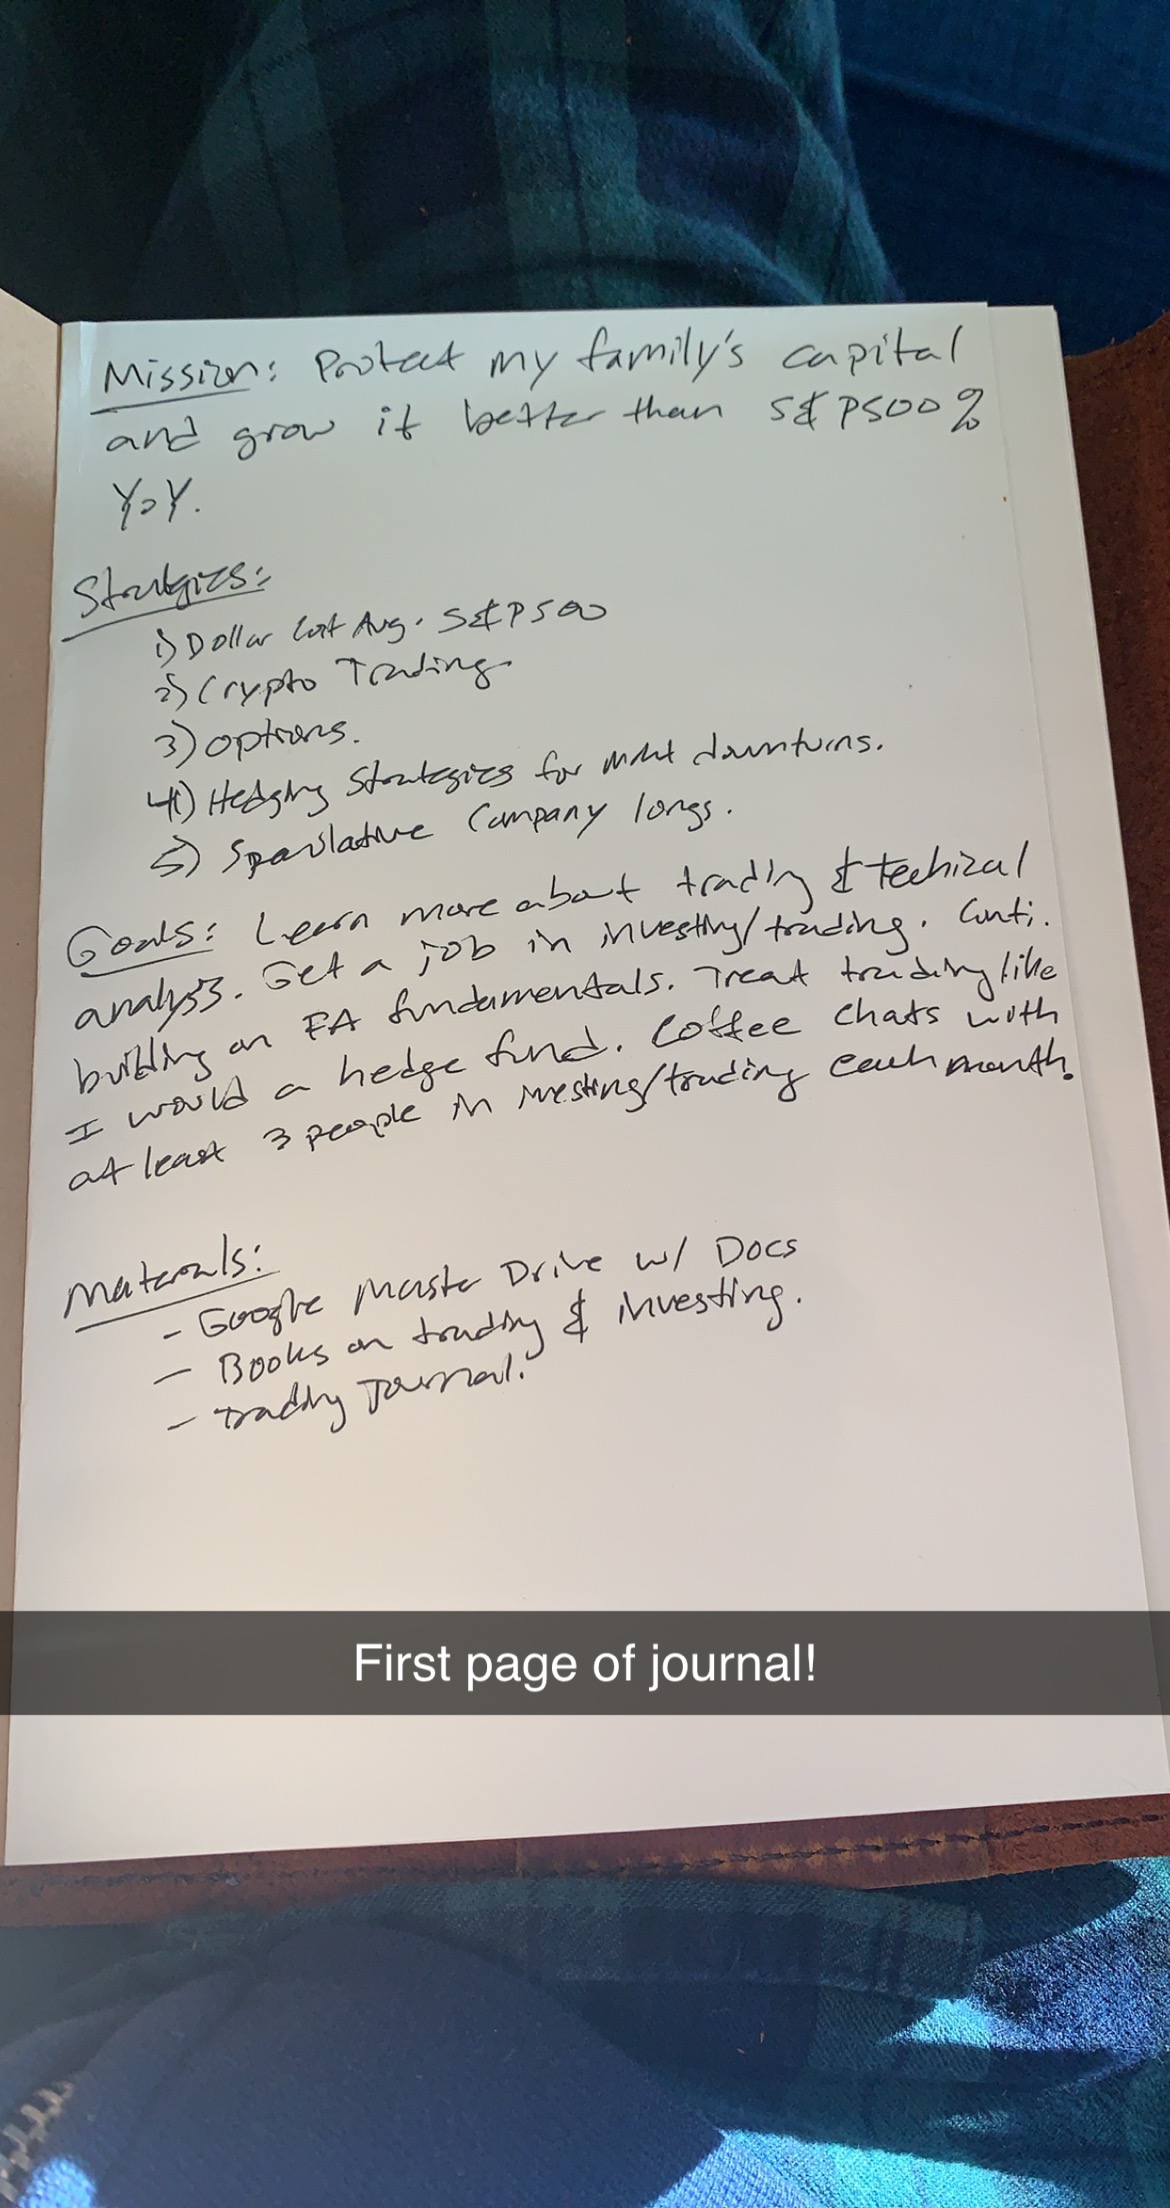 Mission: Protect my family's capital
and grow it better than S&P500 %
YoY.
Strategies:
1) Dollar Cost Avg. S&P500
2) Crypto Trading.
3) options.
4) Hedging Strategies for mrkt downturns.
5) Speculative Company longs.
Goals: Learn more about trading & techical
analysis. Get a job in investing/trading. Conti.
building on FA fundamentals. Treat trading like
I would a hedge fund. Coffee chats with
at least 3 people in investing/trading each month.
Materials:
- Google Master Drive w/ Docs
- Books on trading & investing.
- Trading Journal.
First page of journal!